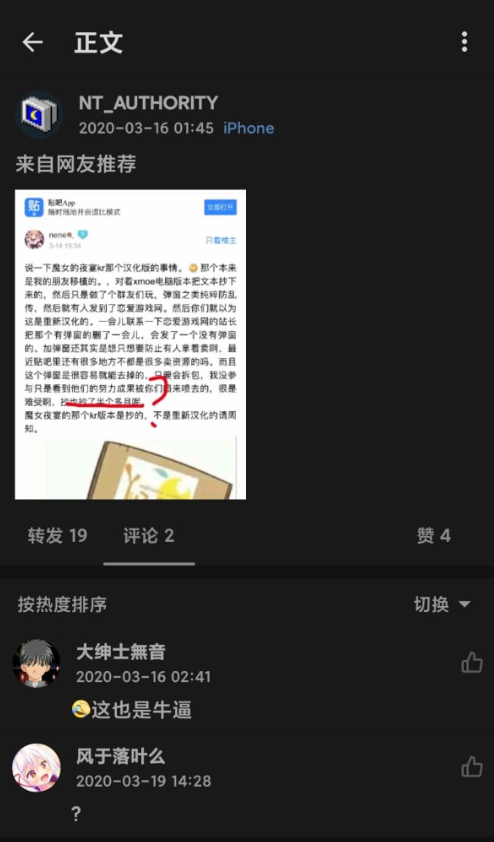 正文
NT_AUTHORITY
2020-03-16 01:45 iPhone
来自网友推荐
贴
贴吧App
随时随地开启逛比模式
立即打开
nene
3-14 19:54
只看楼主
说一下魔女的夜宴kr那个汉化版的事情。那个本来
是我的朋友移植的。，对着xmoe电脑版本把文本抄下
来的，然后只是做了个群友们玩，弹窗之类纯粹防乱
传，然后就有人发到了恋爱游戏网。然后你们就以为
这是重新汉化的。一会儿联系一下恋爱游戏网的站长
把那个有弹窗的删了一会儿，会发了一个没有弹窗
的。加弹窗还其实是想只想要防止有人拿着卖啊，最
近贴吧里还有很多地方不都是很多卖资源的吗。而且
这个弹窗是很容易就能去掉的。只要会拆包，我没参
与只是看到他们的努力成果被你们原来喷去的，很是
难受啊，抄也抄了半个多月呢
?
魔女夜宴的那个kr版本是抄的，不是重新汉化的请周
知。
转发 19
评论 2
赞 4
按热度排序
切换
大绅士無音
2020-03-16 02:41
这也是牛逼
风于落叶么
2020-03-19 14:28
?